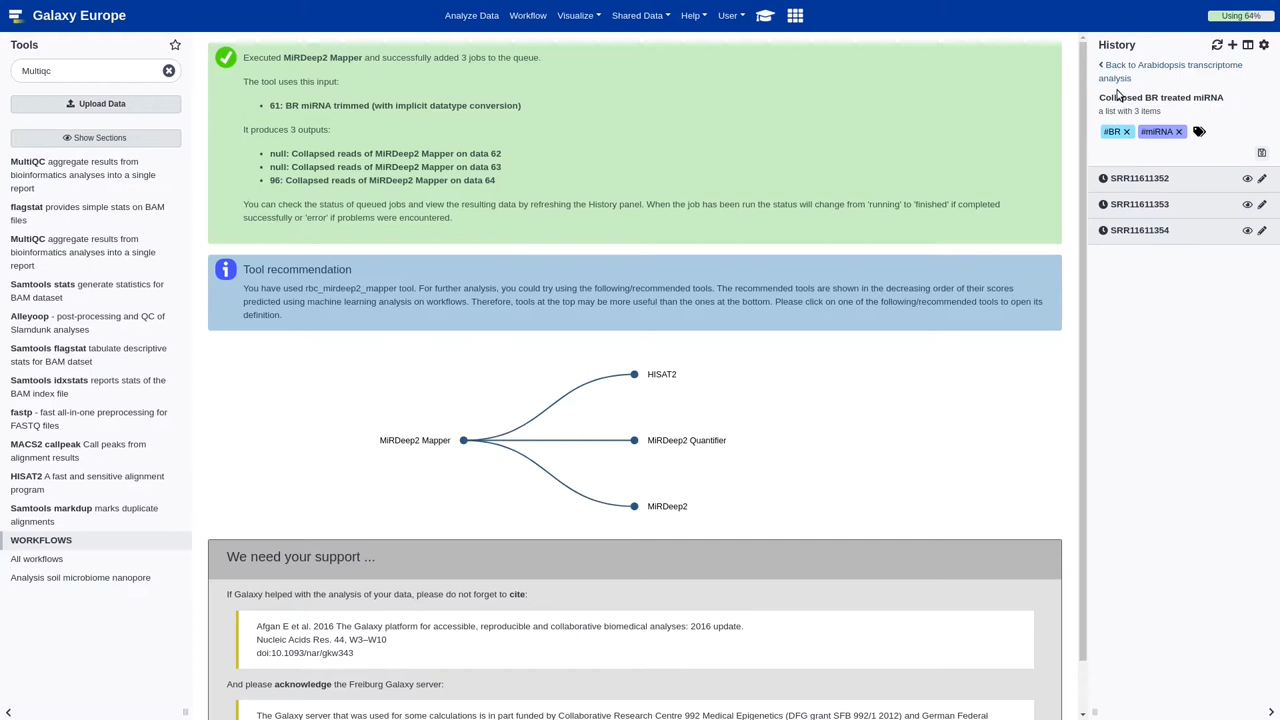 Galaxy Europe
Analyze Data
Workflow
Visualize
Shared Data
Help
User
Using 64%
Tools
Multiqc
Upload Data
Show Sections
MultiQC aggregate results from
bioinformatics analyses into a single
report
flagstat provides simple stats on BAM
files
MultiQC aggregate results from
bioinformatics analyses into a single
report
Samtools stats generate statistics for
BAM dataset
Alleyoop - post-processing and QC of
Slamdunk analyses
Samtools flagstat tabulate descriptive
stats for BAM datset
Samtools idxstats reports stats of the
BAM index file
fastp - fast all-in-one preprocessing for
FASTQ files
MACS2 callpeak Call peaks from
alignment results
HISAT2 A fast and sensitive alignment
program
Samtools markdup marks duplicate
alignments
WORKFLOWS
All workflows
Analysis soil microbiome nanopore
Executed MiRDeep2 Mapper and successfully added 3 jobs to the queue.
The tool uses this input:
61: BR miRNA trimmed (with implicit datatype conversion)
It produces 3 outputs:
null: Collapsed reads of MiRDeep2 Mapper on data 62
null: Collapsed reads of MiRDeep2 Mapper on data 63
96: Collapsed reads of MiRDeep2 Mapper on data 64
You can check the status of queued jobs and view the resulting data by refreshing the History panel. When the job has been run the status will change from 'running' to 'finished' if completed
successfully or 'error' if problems were encountered.
Tool recommendation
You have used rbc_mirdeep2_mapper tool. For further analysis, you could try using the following/recommended tools. The recommended tools are shown in the decreasing order of their scores
predicted using machine learning analysis on workflows. Therefore, tools at the top may be more useful than the ones at the bottom. Please click on one of the following/recommended tools to open its
definition.
HISAT2
MiRDeep2 Mapper
MiRDeep2 Quantifier
MiRDeep2
We need your support ...
If Galaxy helped with the analysis of your data, please do not forget to cite:
Afgan E et al. 2016 The Galaxy platform for accessible, reproducible and collaborative biomedical analyses: 2016 update.
Nucleic Acids Res. 44, W3–W10
doi:10.1093/nar/gkw343
And please acknowledge the Freiburg Galaxy server:
The Galaxy server that was used for some calculations is in part funded by Collaborative Research Centre 992 Medical Epigenetics (DFG grant SFB 992/1 2012) and German Federal
History
Back to Arabidopsis transcriptome
analysis
Collapsed BR treated miRNA
a list with 3 items
#BR
#miRNA
SRR11611352
SRR11611353
SRR11611354